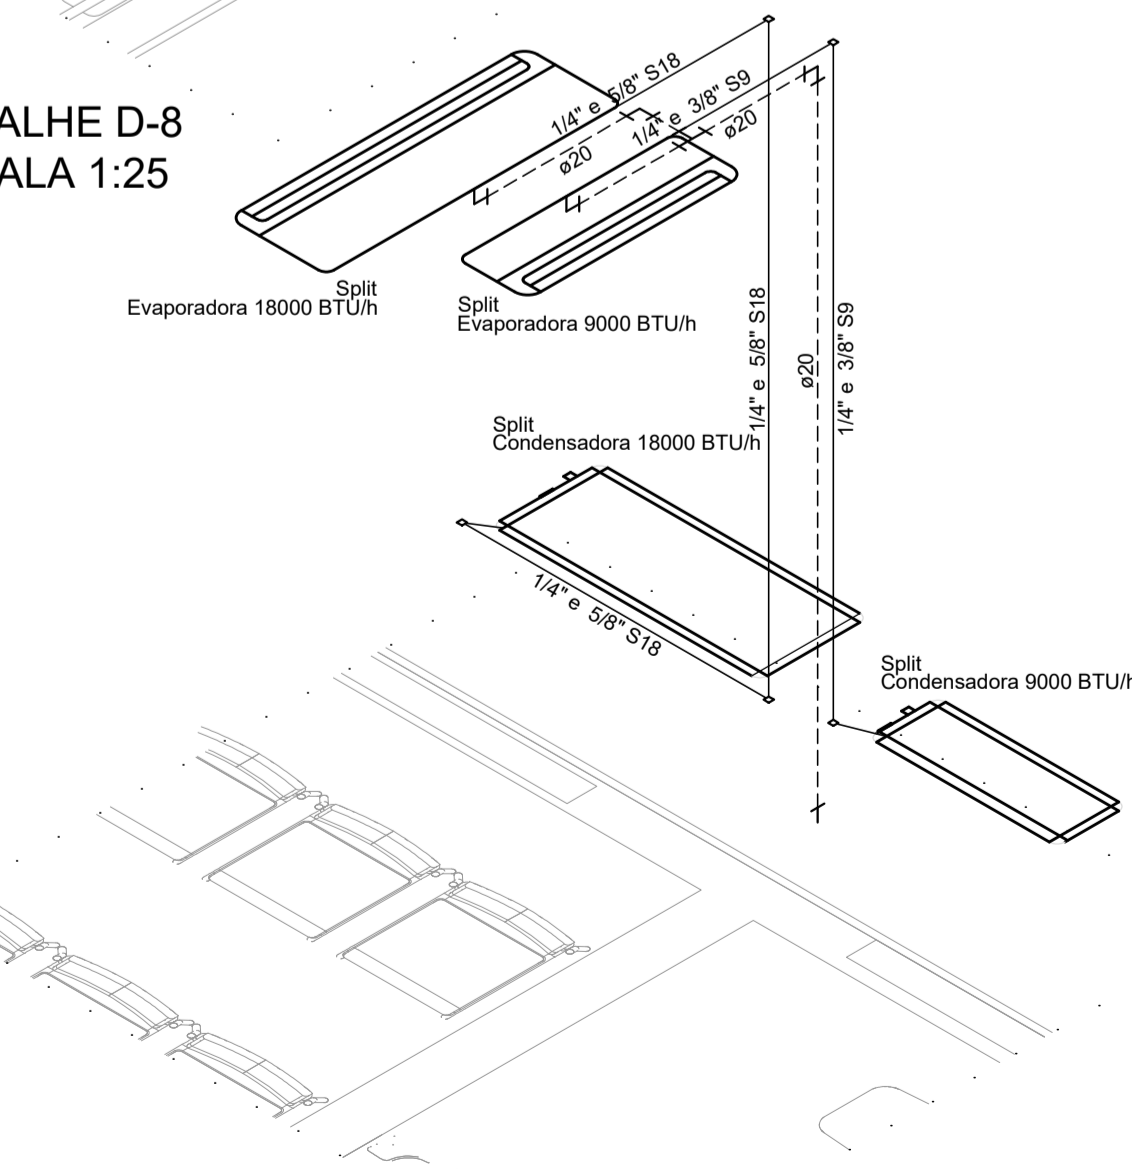 ALHE D-8
ALA 1:25
1/4" e 5/8" S18
1/4" e 3/8" S9
ø20
ø20
Split
Evaporadora 18000 BTU/h
Split
Evaporadora 9000 BTU/h
1/4" e 5/8" S18
ø20
1/4" e 3/8" S9
Split
Condensadora 18000 BTU/h
1/4" e 5/8" S18
Split
Condensadora 9000 BTU/h